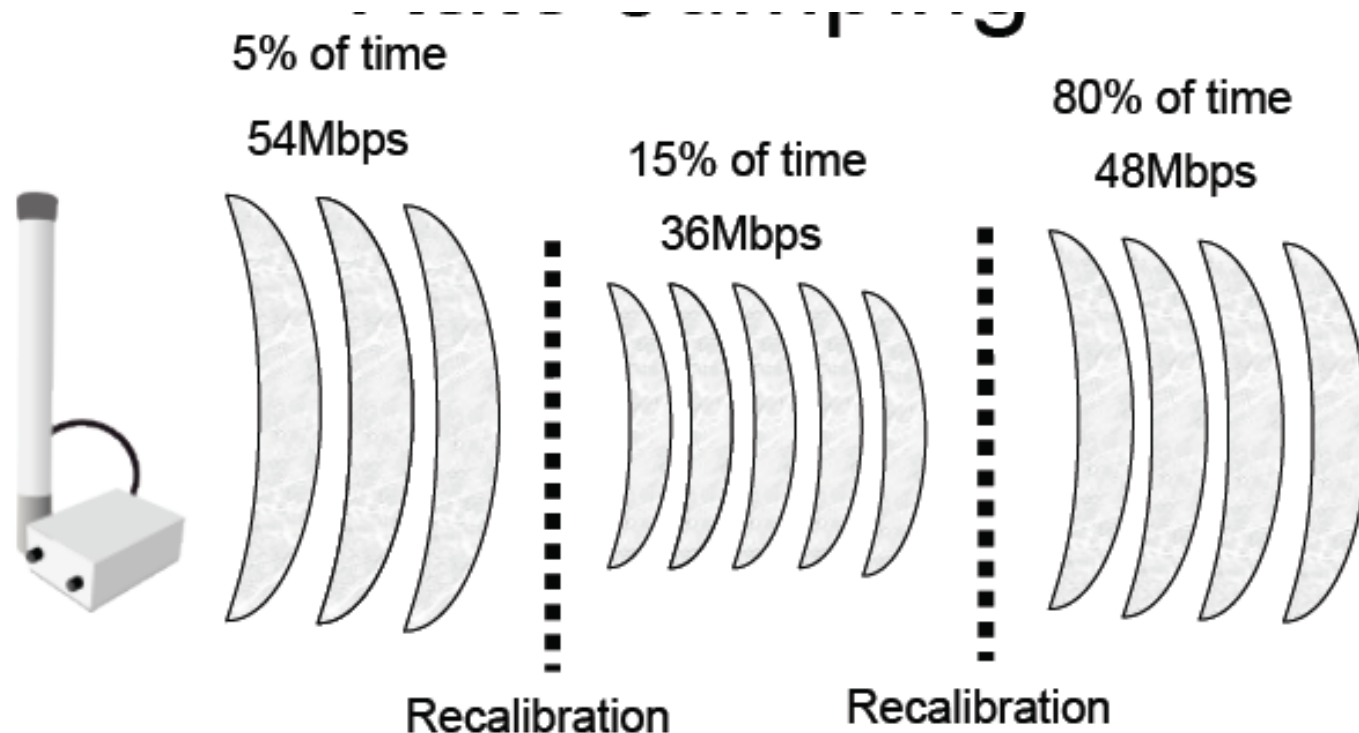 5% of time
54Mbps
15% of time
36Mbps
80% of time
48Mbps
Recalibration
Recalibration